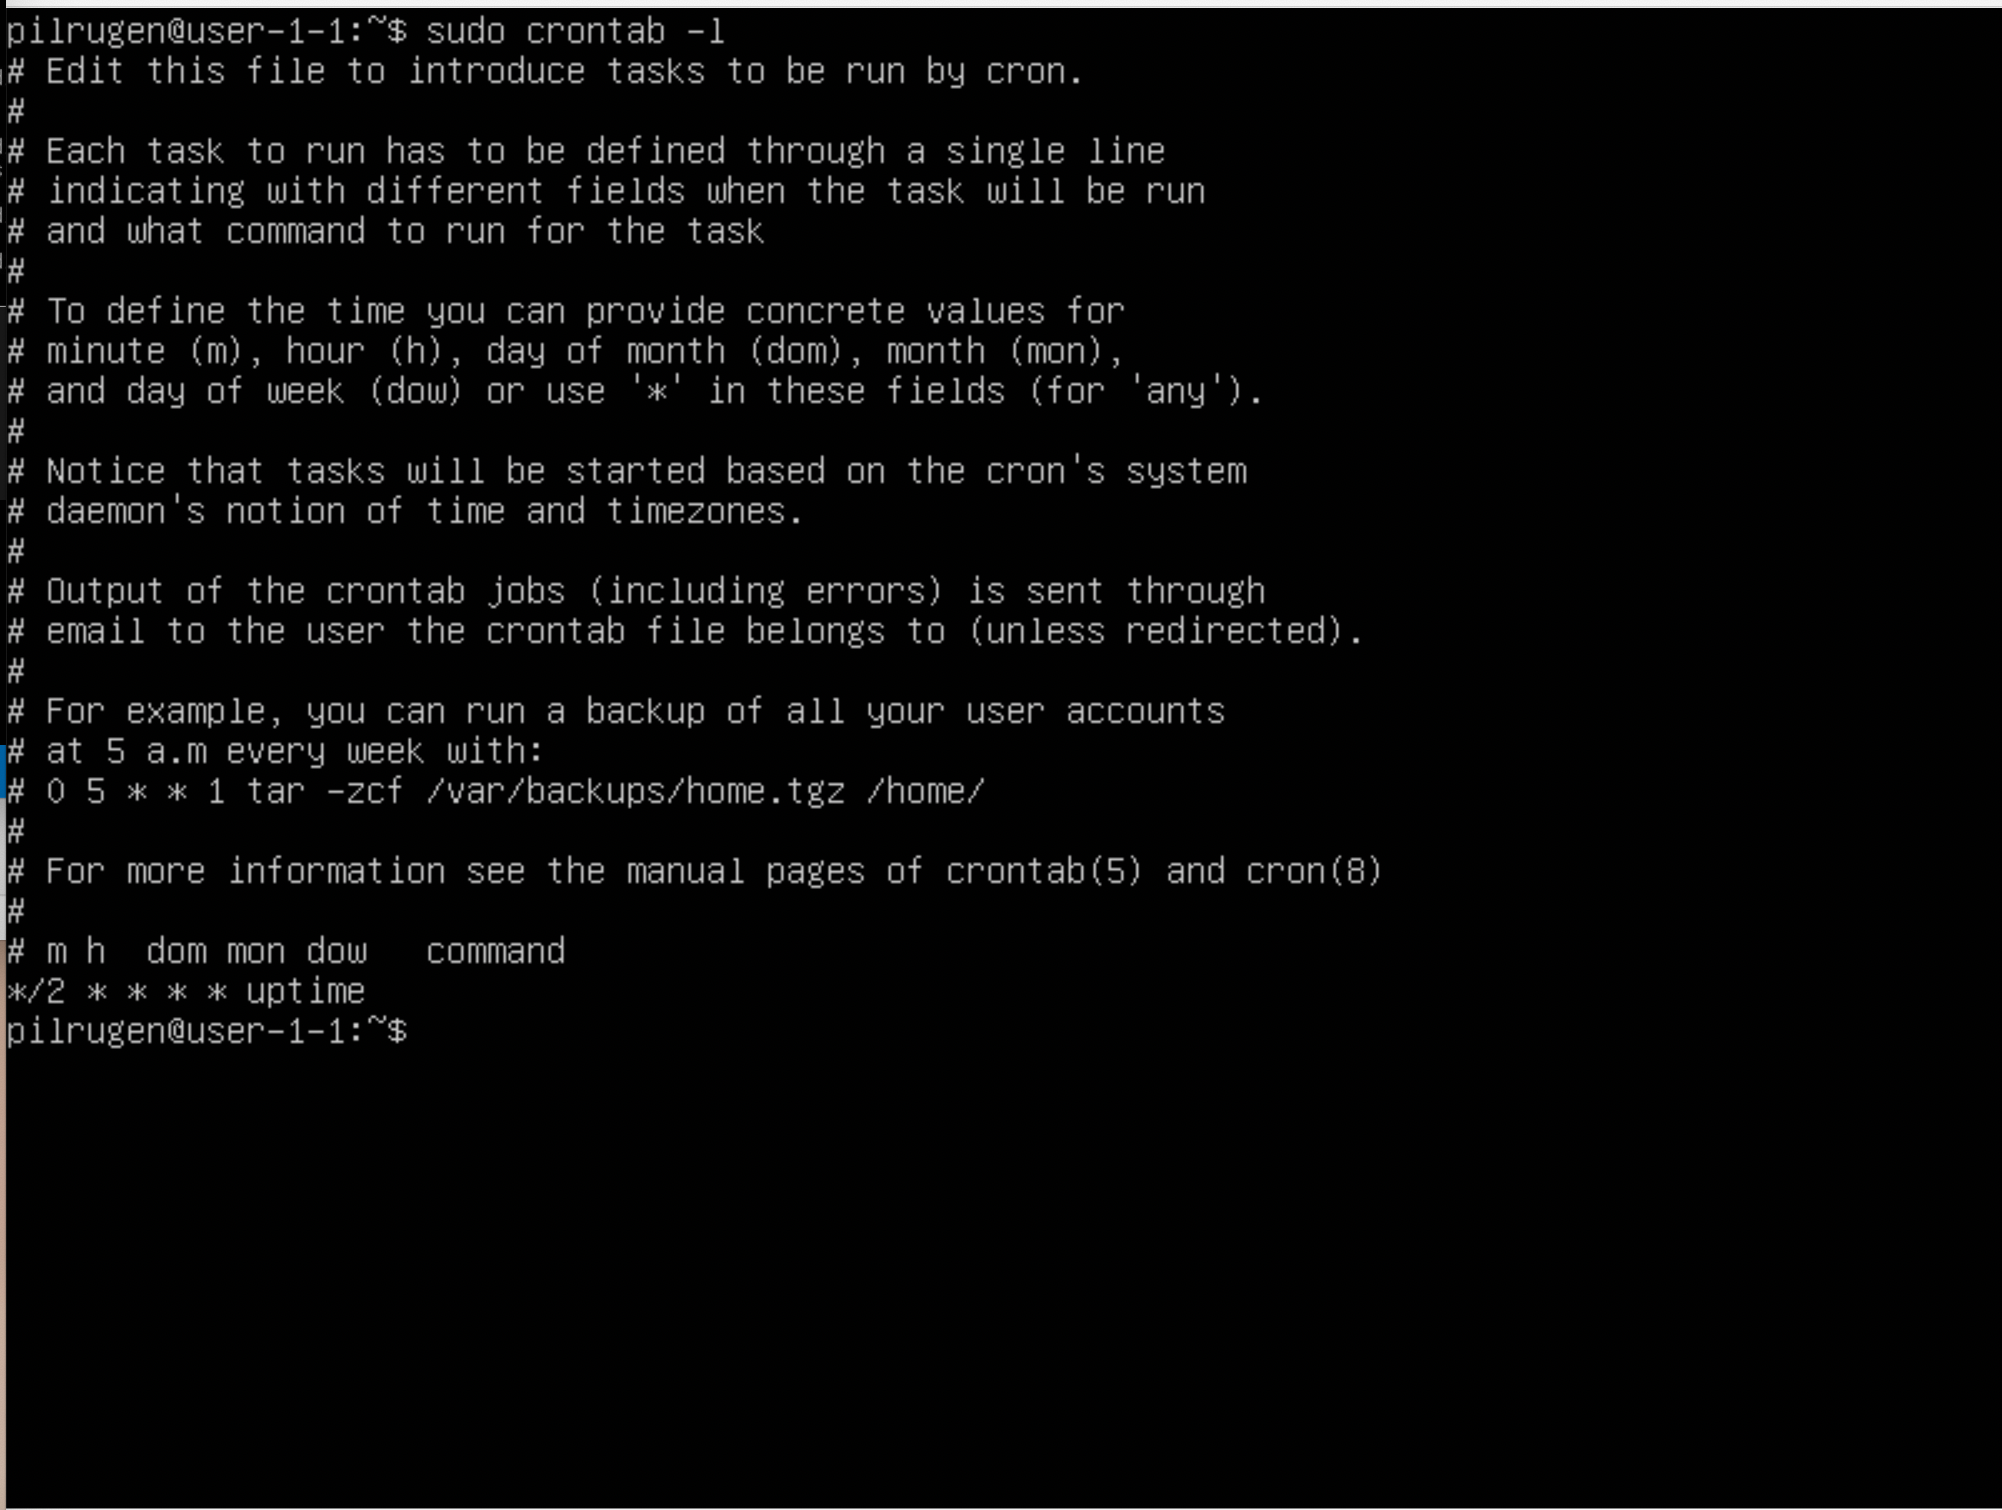 pilrugen@user-1-1:~$ sudo crontab -l
# Edit this file to introduce tasks to be run by cron.
#
# Each task to run has to be defined through a single line
# indicating with different fields when the task will be run
# and what command to run for the task
#
# To define the time you can provide concrete values for
# minute (m), hour (h), day of month (dom), month (mon),
# and day of week (dow) or use '*' in these fields (for 'any').
#
# Notice that tasks will be started based on the cron's system
# daemon's notion of time and timezones.
#
# Output of the crontab jobs (including errors) is sent through
# email to the user the crontab file belongs to (unless redirected).
#
# For example, you can run a backup of all your user accounts
# at 5 a.m every week with:
# 0 5 * * 1 tar -zcf /var/backups/home.tgz /home/
#
# For more information see the manual pages of crontab(5) and cron(8)
#
# m h  dom mon dow   command
*/2 * * * * uptime
pilrugen@user-1-1:~$